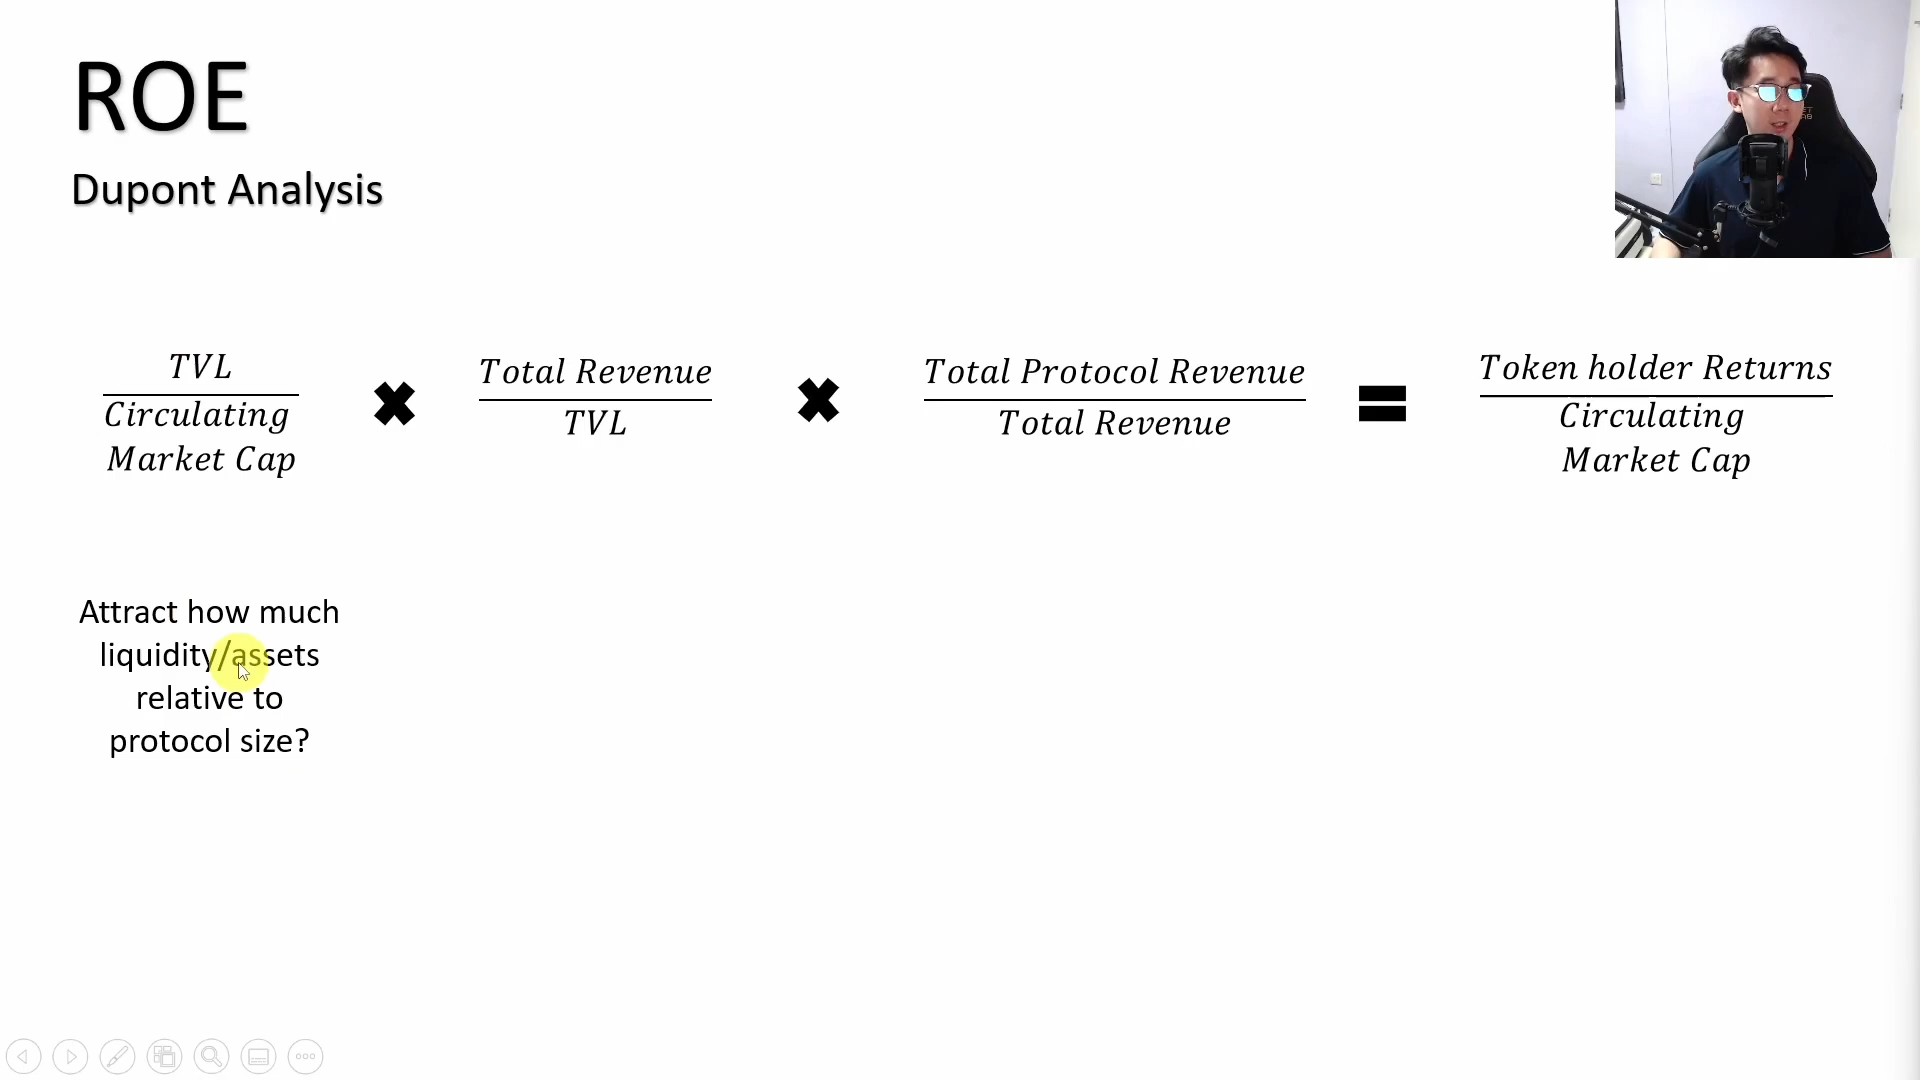 ROE
Dupont Analysis
TVL
Circulating
Market Cap
✖
Total Revenue
TVL
✖
Total Protocol Revenue
Total Revenue
=
Token holder Returns
Circulating
Market Cap
Attract how much
liquidity/assets
relative to
protocol size?